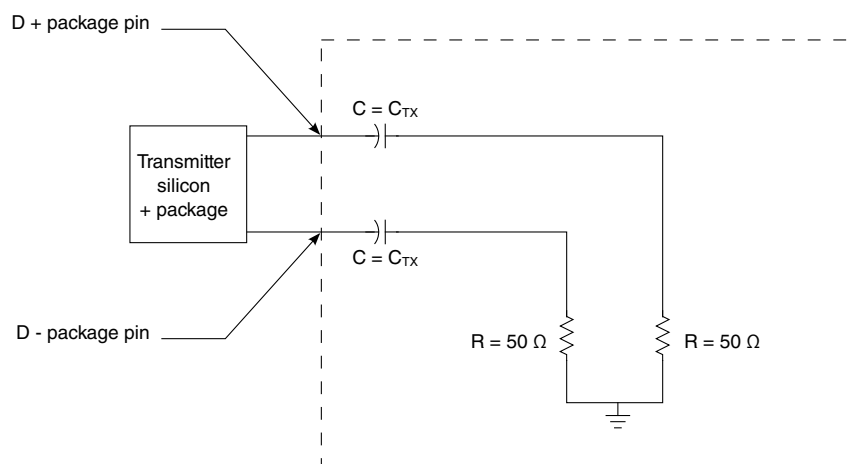 D + package pin
C = CTX
Transmitter
silicon
+ package
C = CTX
D - package pin
R = 50 Ω
R = 50 Ω